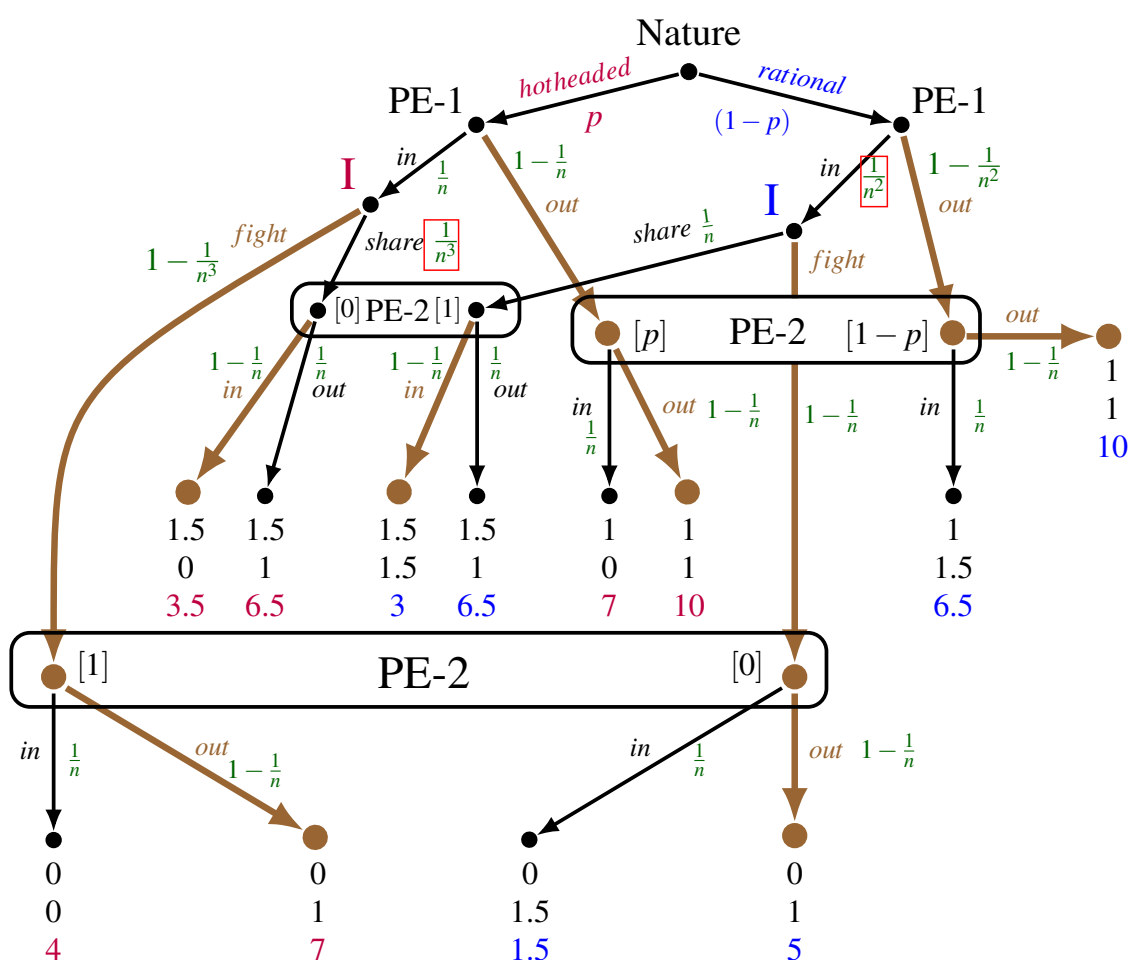 Nature
hotheaded
rational
PE-1
p
(1 − p)
PE-1
in
1/n
1 − 1/n
in
1/n²
1 − 1/n²
I
out
I
out
fight
1 − 1/n³
share 1/n³
share 1/n
fight
[0] PE-2 [1]
[p] PE-2 [1 − p]
out
1 − 1/n
1 − 1/n
in
1/n
out
1 − 1/n
in
1/n
out
in
1/n
out 1 − 1/n
1 − 1/n
in
1/n
1
1
10
1.5 1.5 1.5 1.5 1 1 1
0 1 1.5 1 0 1 1.5
3.5 6.5 3 6.5 7 10 6.5
[1] PE-2 [0]
in
1/n
out
1 − 1/n
in
1/n
out 1 − 1/n
0 0 0 0
0 1 1.5 1
4 7 1.5 5